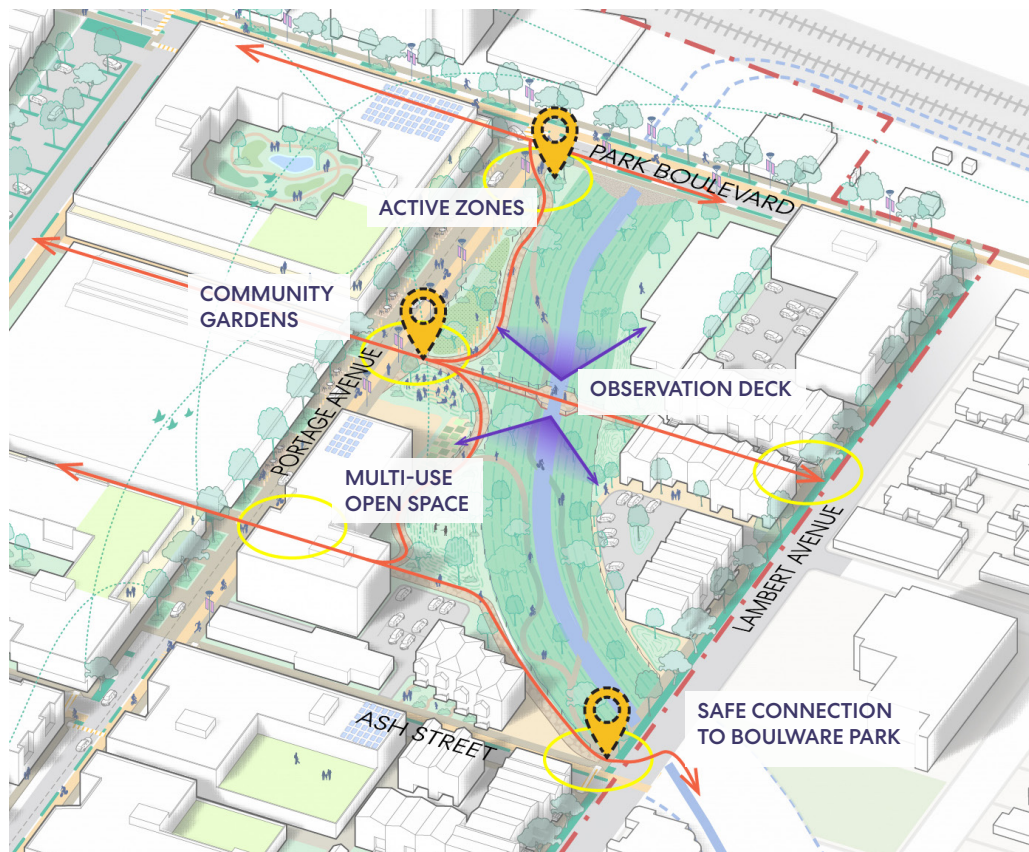 PARK BOULEVARD
ACTIVE ZONES
COMMUNITY
GARDENS
OBSERVATION DECK
PORTAGE AVENUE
MULTI-USE
OPEN SPACE
LAMBERT AVENUE
SAFE CONNECTION
TO BOULWARE PARK
ASH STREET